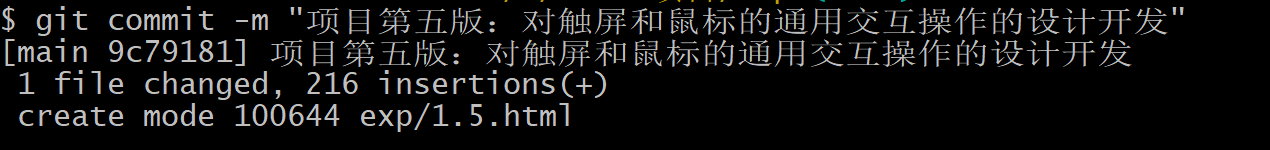 $ git commit -m "项目第五版：对触屏和鼠标的通用交互操作的设计开发"
[main 9c79181] 项目第五版：对触屏和鼠标的通用交互操作的设计开发
 1 file changed, 216 insertions(+)
 create mode 100644 exp/1.5.html